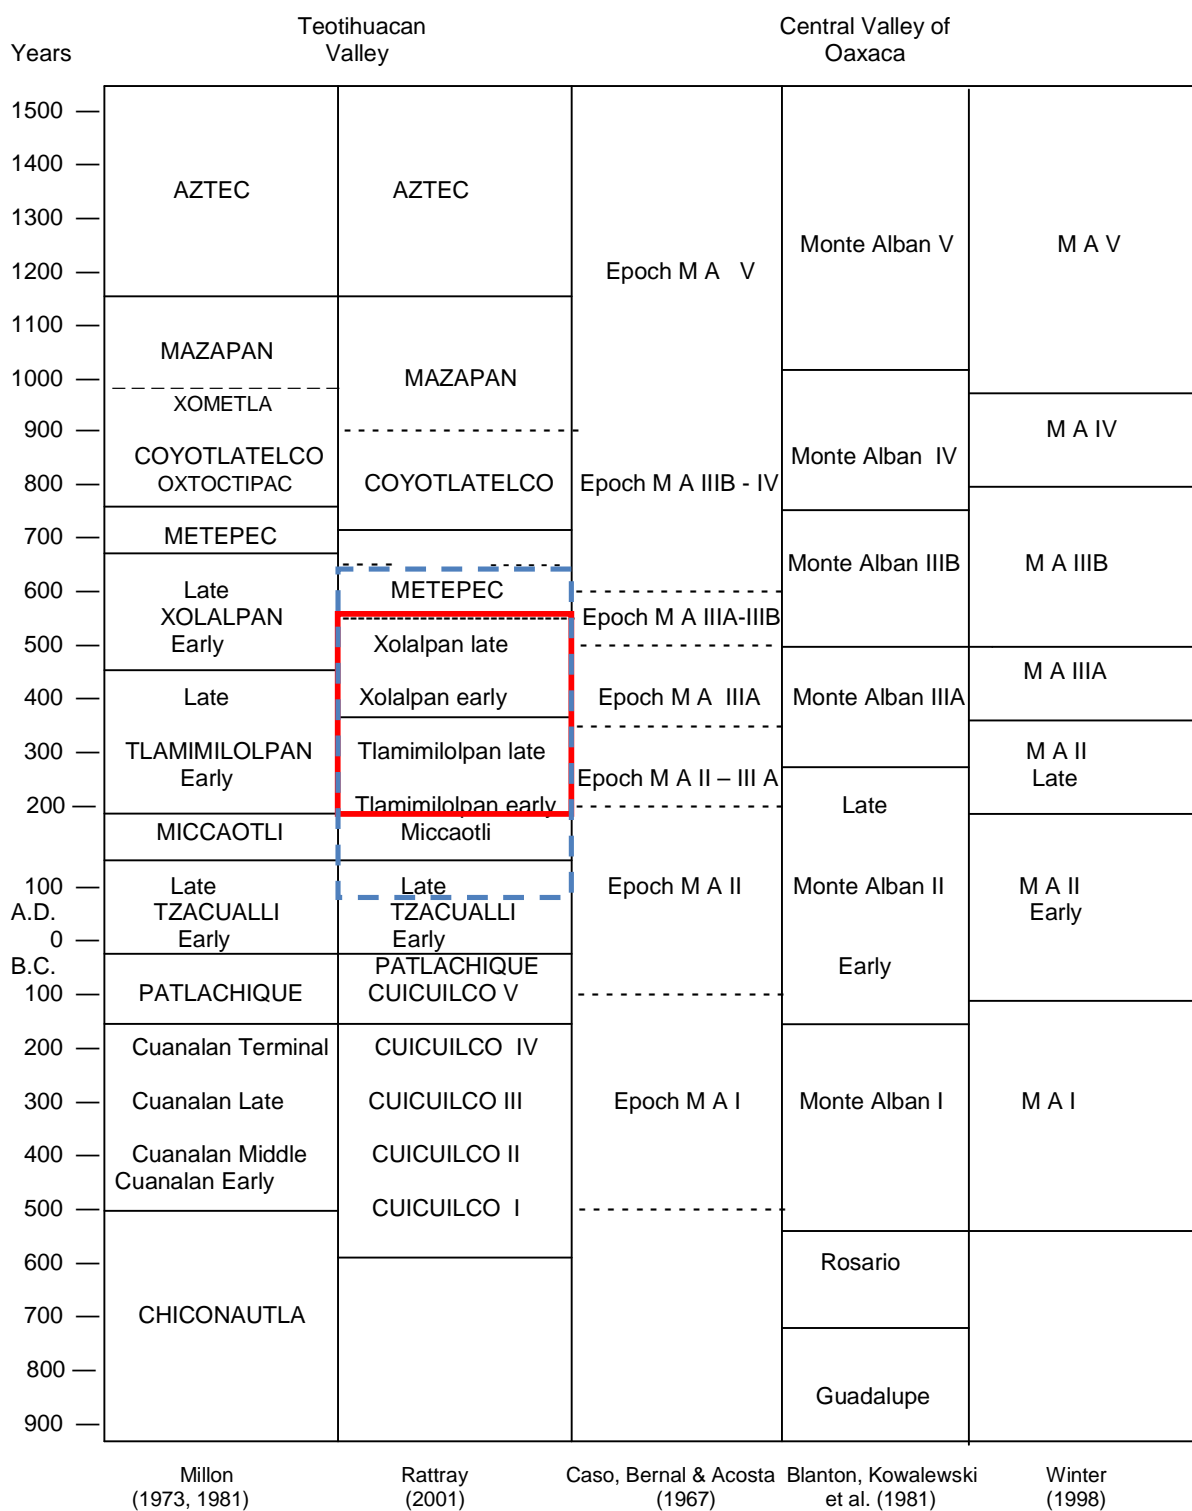 Teotihuacan
Valley
Central Valley of
Oaxaca
Years
1500
1400
1300
1200
1100
1000
900
800
700
600
500
400
300
200
100
A.D.
0
B.C.
100
200
300
400
500
600
700
800
900
AZTEC
MAZAPAN
XOMETLA
COYOTLATELCO
OXTOCTIPAC
METEPEC
Late
XOLALPAN
Early
Late
TLAMIMILOLPAN
Early
MICCAOTLI
Late
TZACUALLI
Early
PATLACHIQUE
Cuanalan Terminal
Cuanalan Late
Cuanalan Middle
Cuanalan Early
CHICONAUTLA
Millon
(1973, 1981)
AZTEC
MAZAPAN
COYOTLATELCO
METEPEC
Xolalpan late
Xolalpan early
Tlamimilolpan late
Tlamimilolpan early
Miccaotli
Late
TZACUALLI
Early
PATLACHIQUE
CUICUILCO V
CUICUILCO IV
CUICUILCO III
CUICUILCO II
CUICUILCO I
Rattray
(2001)
Epoch M A V
Epoch M A IIIB - IV
Epoch M A IIIA-IIIB
Epoch M A IIIA
Epoch M A II – III A
Epoch M A II
Epoch M A I
Caso, Bernal & Acosta
(1967)
Monte Alban V
Monte Alban IV
Monte Alban IIIB
Monte Alban IIIA
Late
Monte Alban II
Early
Monte Alban I
Rosario
Guadalupe
Blanton, Kowalewski
et al. (1981)
M A V
M A IV
M A IIIB
M A IIIA
M A II
Late
M A II
Early
M A I
Winter
(1998)